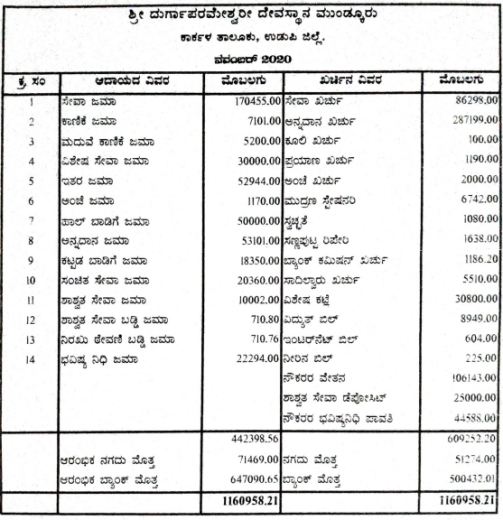 ಶ್ರೀ ದುರ್ಗಾಪರಮೇಶ್ವರೀ ದೇವಸ್ಥಾನ ಮುಂಡ್ಕೂರು
ಕಾರ್ಕಳ ತಾಲೂಕು, ಉಡುಪಿ ಜಿಲ್ಲೆ.
ನವಂಬರ್ 2020
ಕ್ರ. ಸಂ ಆದಾಯದ ವಿವರ ಮೊಬಲಗು ಖರ್ಚಿನ ವಿವರ ಮೊಬಲಗು
1 ಸೇವಾ ಜಮಾ 170455.00 ಸೇವಾ ಖರ್ಚು 86298.00
2 ಕಾಣಿಕೆ ಜಮಾ 7101.00 ಅನ್ನದಾನ ಖರ್ಚು 287199.00
3 ಮದುವೆ ಕಾಣಿಕೆ ಜಮಾ 5200.00 ಕೂಲಿ ಖರ್ಚು 100.00
4 ವಿಶೇಷ ಸೇವಾ ಜಮಾ 30000.00 ಪ್ರಯಾಣ ಖರ್ಚು 1190.00
5 ಇತರ ಜಮಾ 52944.00 ಅಂಚೆ ಖರ್ಚು 2000.00
6 ಅಂಚೆ ಜಮಾ 1170.00 ಮುದ್ರಣ ಸ್ಟೇಷನರಿ 6742.00
7 ಹಾಲ್ ಬಾಡಿಗೆ ಜಮಾ 50000.00 ಸ್ವಚ್ಛತೆ 1080.00
8 ಅನ್ನದಾನ ಜಮಾ 53101.00 ಸಣ್ಣಪುಟ್ಟ ರಿಪೇರಿ 1638.00
9 ಕಟ್ಟಡ ಬಾಡಿಗೆ ಜಮಾ 18350.00 ಬ್ಯಾಂಕ್ ಕಮಿಷನ್ ಖರ್ಚು 1186.20
10 ಸಂಚಿತ ಸೇವಾ ಜಮಾ 20360.00 ಸಾದಿಲ್ವಾರು ಖರ್ಚು 5510.00
11 ಶಾಶ್ವತ ಸೇವಾ ಜಮಾ 10002.00 ವಿಶೇಷ ಕಟ್ಲೆ 30800.00
12 ಶಾಶ್ವತ ಸೇವಾ ಬಡ್ಡಿ ಜಮಾ 710.80 ವಿದ್ಯುತ್ ಬಿಲ್ 8949.00
13 ನಿರಖು ಠೇವಣಿ ಬಡ್ಡಿ ಜಮಾ 710.76 ಇಂಟರ್‌ನೆಟ್ ಬಿಲ್ 604.00
14 ಭವಿಷ್ಯ ನಿಧಿ ಜಮಾ 22294.00 ನೀರಿನ ಬಿಲ್ 225.00
ನೌಕರರ ವೇತನ 106143.00
ಶಾಶ್ವತ ಸೇವಾ ಡೆಪೋಸಿಟ್ 25000.00
ನೌಕರರ ಭವಿಷ್ಯನಿಧಿ ಪಾವತಿ 44588.00
442398.56 609252.20
ಆರಂಭಿಕ ನಗದು ಮೊತ್ತ 71469.00 ನಗದು ಮೊತ್ತ 51274.00
ಆರಂಭಿಕ ಬ್ಯಾಂಕ್ ಮೊತ್ತ 647090.65 ಬ್ಯಾಂಕ್ ಮೊತ್ತ 500432.01
1160958.21 1160958.21